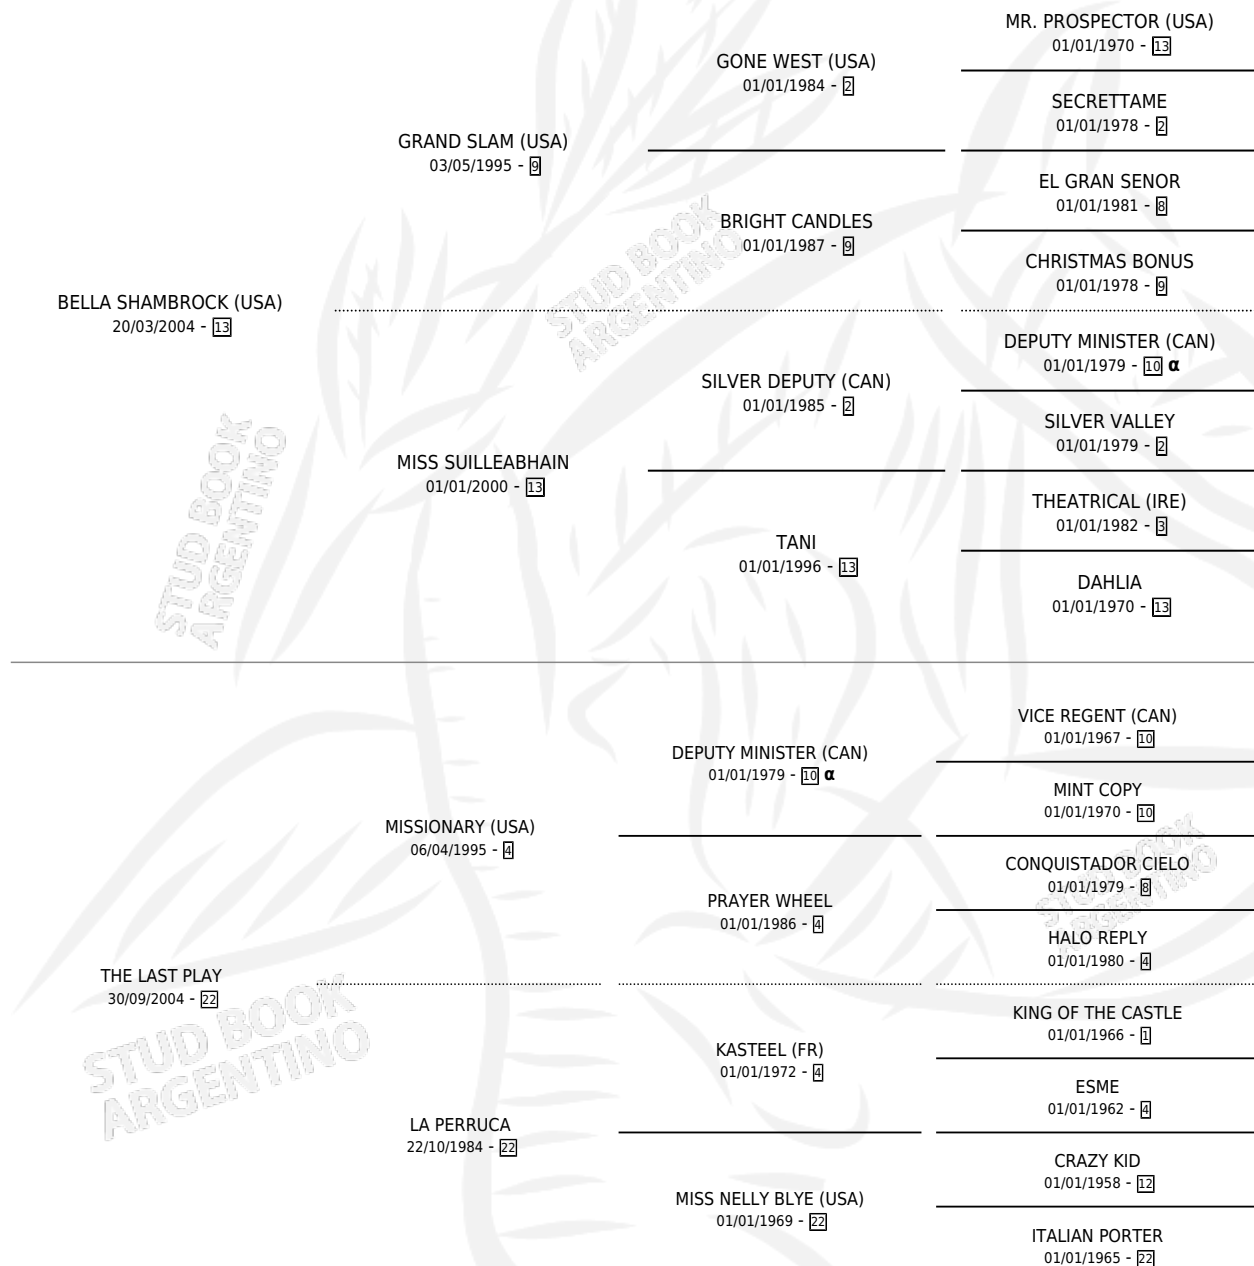 MR. PROSPECTOR (USA)
01/01/1970 - 13
GONE WEST (USA)
01/01/1984 - 2
SECRETTAME
01/01/1978 - 2
GRAND SLAM (USA)
03/05/1995 - 9
EL GRAN SENOR
01/01/1981 - 8
BRIGHT CANDLES
01/01/1987 - 9
CHRISTMAS BONUS
01/01/1978 - 9
BELLA SHAMBROCK (USA)
20/03/2004 - 13
DEPUTY MINISTER (CAN)
01/01/1979 - 10 α
SILVER DEPUTY (CAN)
01/01/1985 - 2
SILVER VALLEY
01/01/1979 - 2
MISS SUILLEABHAIN
01/01/2000 - 13
THEATRICAL (IRE)
01/01/1982 - 3
TANI
01/01/1996 - 13
DAHLIA
01/01/1970 - 13
VICE REGENT (CAN)
01/01/1967 - 10
DEPUTY MINISTER (CAN)
01/01/1979 - 10 α
MINT COPY
01/01/1970 - 10
MISSIONARY (USA)
06/04/1995 - 4
CONQUISTADOR CIELO
01/01/1979 - 8
PRAYER WHEEL
01/01/1986 - 4
HALO REPLY
01/01/1980 - 4
THE LAST PLAY
30/09/2004 - 22
KING OF THE CASTLE
01/01/1966 - 1
KASTEEL (FR)
01/01/1972 - 4
ESME
01/01/1962 - 4
LA PERRUCA
22/10/1984 - 22
CRAZY KID
01/01/1958 - 12
MISS NELLY BLYE (USA)
01/01/1969 - 22
ITALIAN PORTER
01/01/1965 - 22
STUD BOOK
ARGENTINO
STUD BOOK
ARGENTINO
STUD BOOK
ARGENTINO
STUD BOOK
ARGENTINO